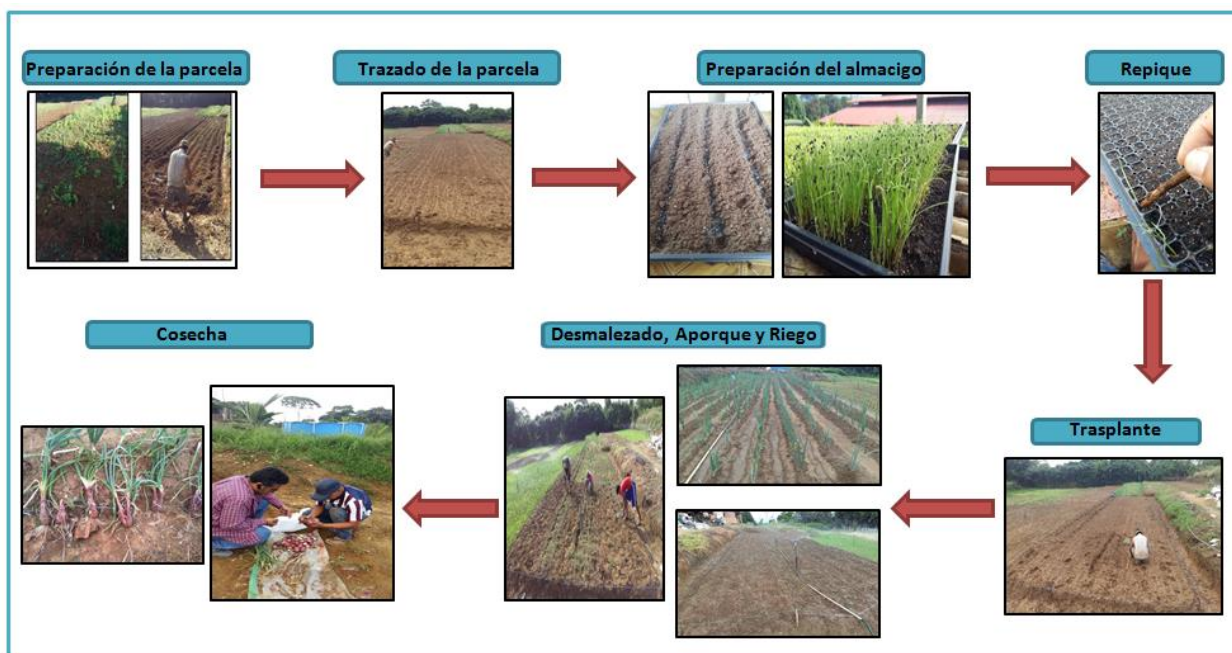 Preparación de la parcela
Trazado de la parcela
Preparación del almacigo
Repique
Trasplante
Desmalezado, Aporque y Riego
Cosecha